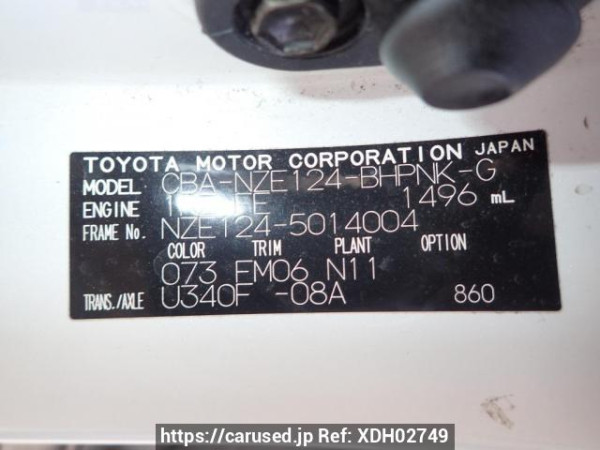 TOYOTA MOTOR CORPORATION JAPAN
MODEL CBA-NZE124-BHPNK-G
ENGINE 1496 mL
FRAME No. NZE124-5014004
COLOR TRIM PLANT OPTION
073 FM06 N11
TRANS./AXLE U340F -08A 860
https://carused.jp Ref: XDH02749